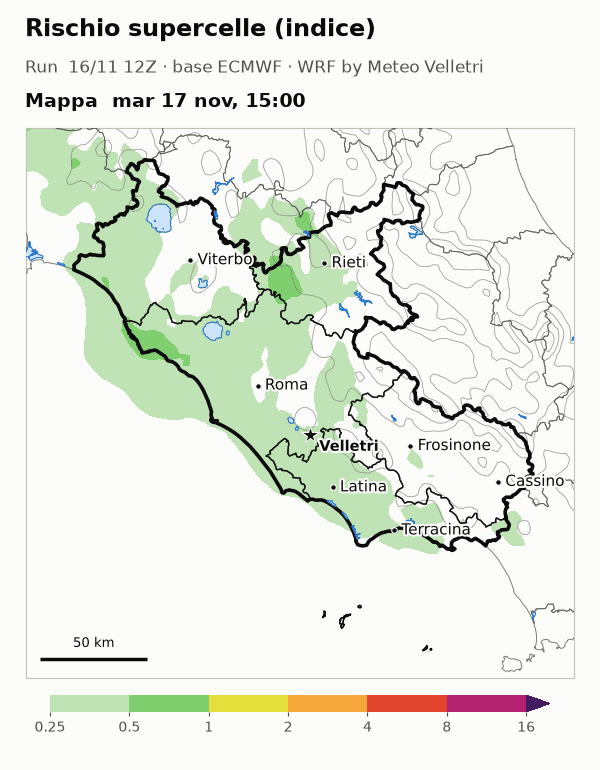 Rischio supercelle (indice)
Run  16/11 12Z · base ECMWF · WRF by Meteo Velletri
Mappa  mar 17 nov, 15:00
Viterbo
Rieti
Roma
Velletri
Frosinone
Latina
Cassino
Terracina
50 km
0.25 0.5 1 2 4 8 16